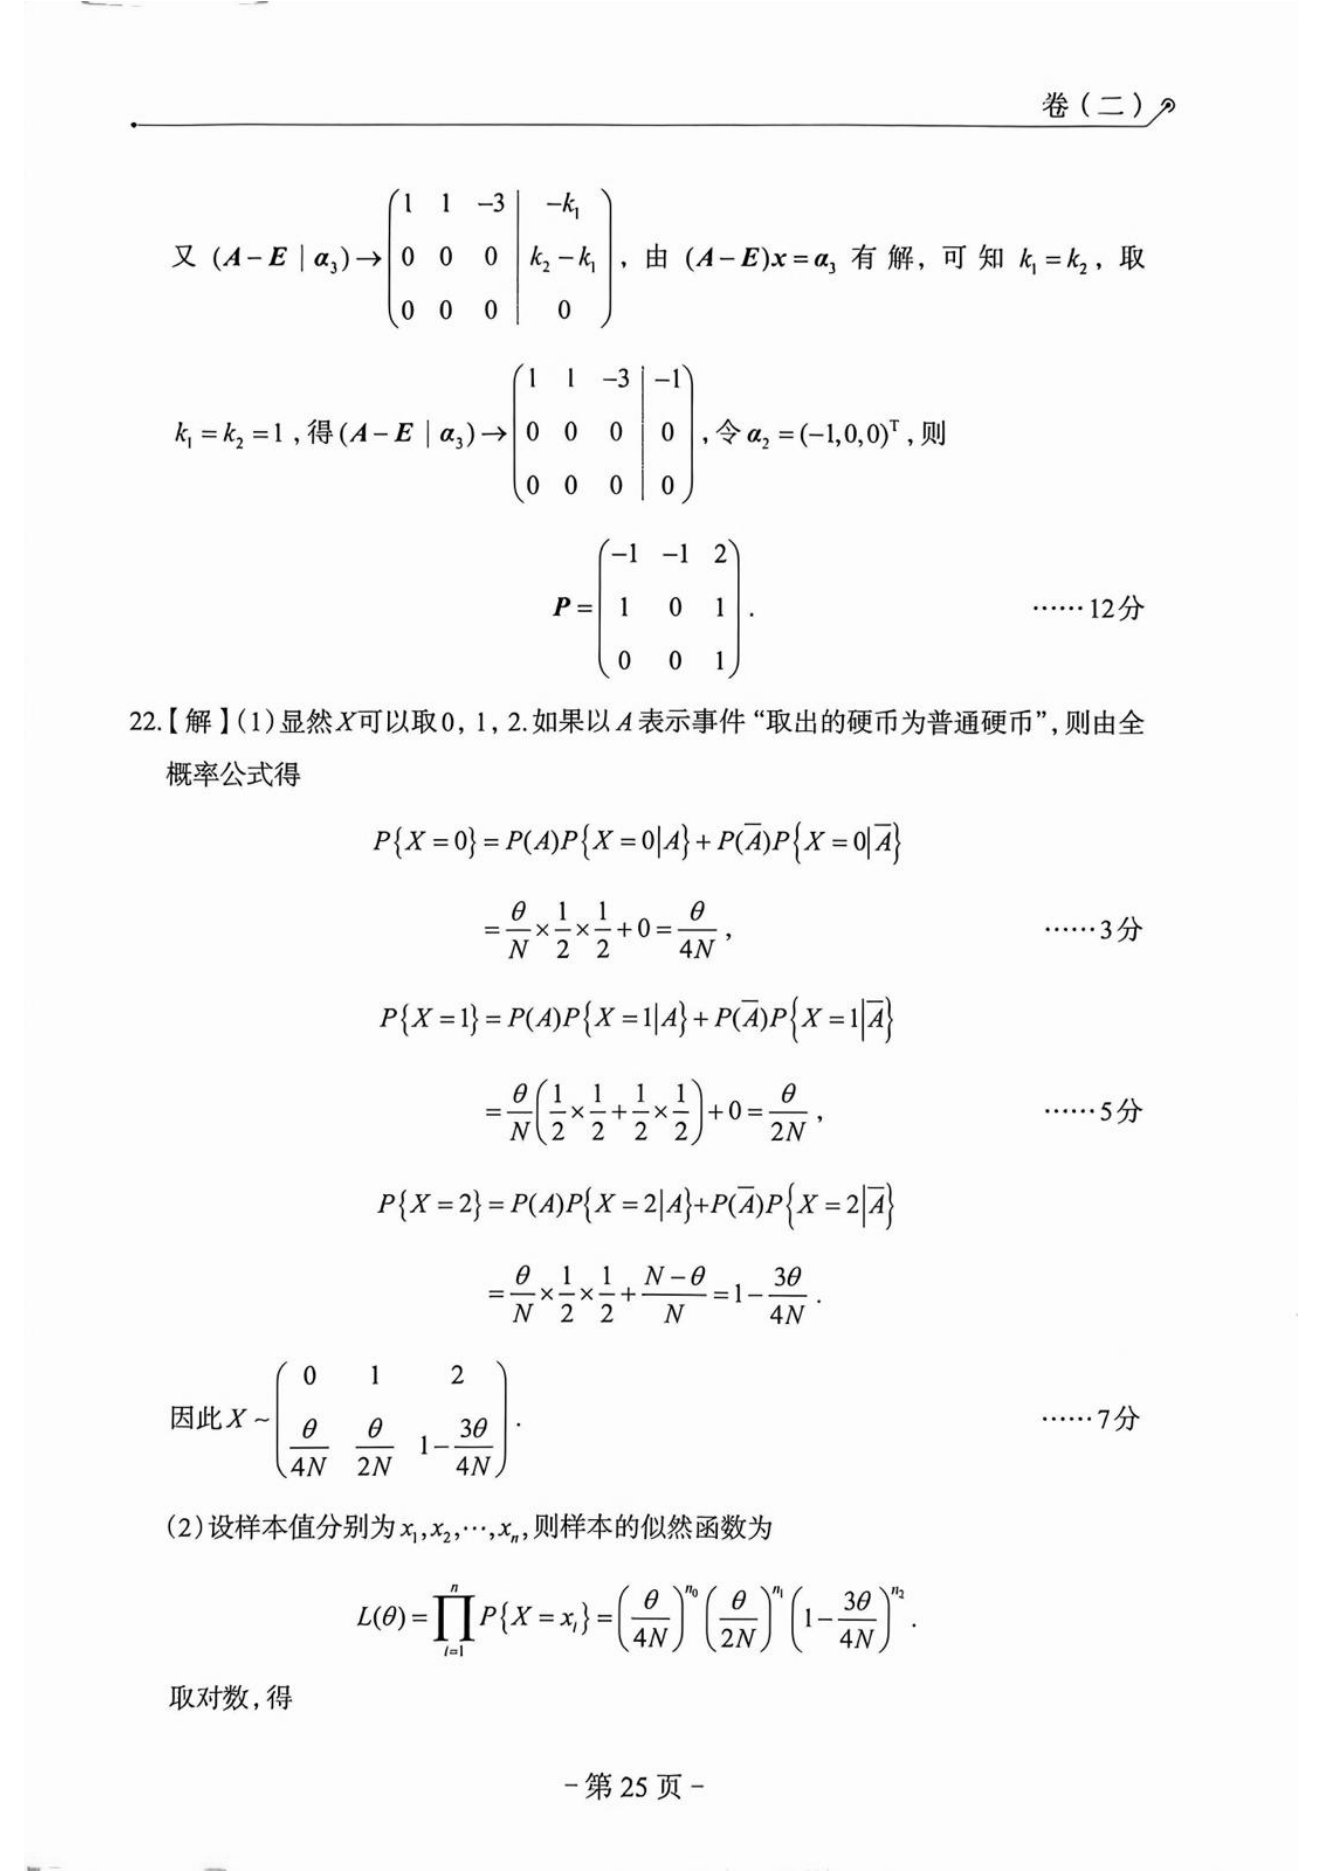 卷(二)
又 (A−E | α₃)→ ( 1 1 −3 | −k₁ ; 0 0 0 | k₂−k₁ ; 0 0 0 | 0 ), 由 (A−E)x=α₃ 有解, 可知 k₁=k₂, 取
k₁=k₂=1,得(A−E | α₃)→ ( 1 1 −3 | −1 ; 0 0 0 | 0 ; 0 0 0 | 0 ),令α₂=(−1,0,0)ᵀ,则
P= ( −1 −1 2 ; 1 0 1 ; 0 0 1 ). ……12分
22.【解】(1)显然X可以取0, 1, 2.如果以A表示事件“取出的硬币为普通硬币”,则由全
概率公式得
P{X=0}=P(A)P{X=0|A}+P(A̅)P{X=0|A̅}
=θ/N×1/2×1/2+0=θ/4N, ……3分
P{X=1}=P(A)P{X=1|A}+P(A̅)P{X=1|A̅}
=θ/N(1/2×1/2+1/2×1/2)+0=θ/2N, ……5分
P{X=2}=P(A)P{X=2|A}+P(A̅)P{X=2|A̅}
=θ/N×1/2×1/2+(N−θ)/N=1−3θ/4N.
因此X~ ( 0 1 2 ; θ/4N θ/2N 1−3θ/4N ). ……7分
(2)设样本值分别为x₁,x₂,⋯,xₙ,则样本的似然函数为
L(θ)=∏ᵢ₌₁ⁿ P{X=xᵢ}=(θ/4N)^n₀ (θ/2N)^n₁ (1−3θ/4N)^n₂.
取对数,得
−第25页−